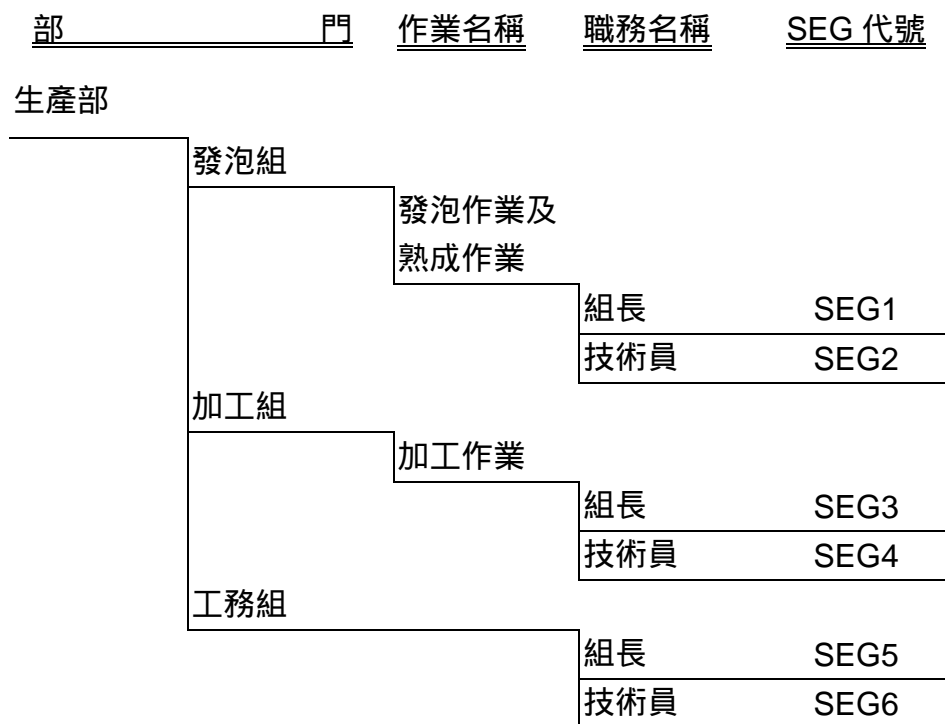 部 門 作業名稱 職務名稱 SEG 代號
生產部
發泡組
發泡作業及
熟成作業
組長 SEG1
技術員 SEG2
加工組
加工作業
組長 SEG3
技術員 SEG4
工務組
組長 SEG5
技術員 SEG6